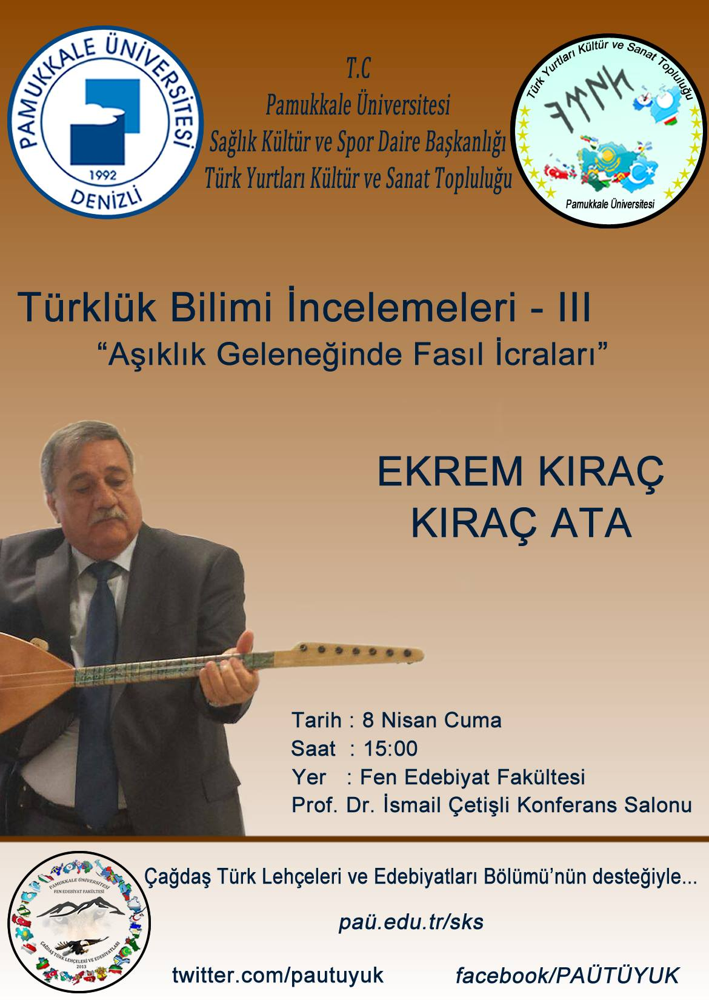 PAMUKKALE ÜNİVERSİTESİ
1992
DENİZLİ
T.C
Pamukkale Üniversitesi
Sağlık Kültür ve Spor Daire Başkanlığı
Türk Yurtları Kültür ve Sanat Topluluğu
Türk Yurtları Kültür ve Sanat Topluluğu
Pamukkale Üniversitesi
Türklük Bilimi İncelemeleri - III
“Aşıklık Geleneğinde Fasıl İcraları”
EKREM KIRAÇ
KIRAÇ ATA
Tarih : 8 Nisan Cuma
Saat : 15:00
Yer : Fen Edebiyat Fakültesi
Prof. Dr. İsmail Çetişli Konferans Salonu
PAMUKKALE ÜNİVERSİTESİ
FEN EDEBİYAT FAKÜLTESİ
ÇAĞDAŞ TÜRK LEHÇELERİ VE EDEBİYATLARI
2013
Çağdaş Türk Lehçeleri ve Edebiyatları Bölümü’nün desteğiyle...
paü.edu.tr/sks
twitter.com/pautuyuk
facebook/PAÜTÜYUK